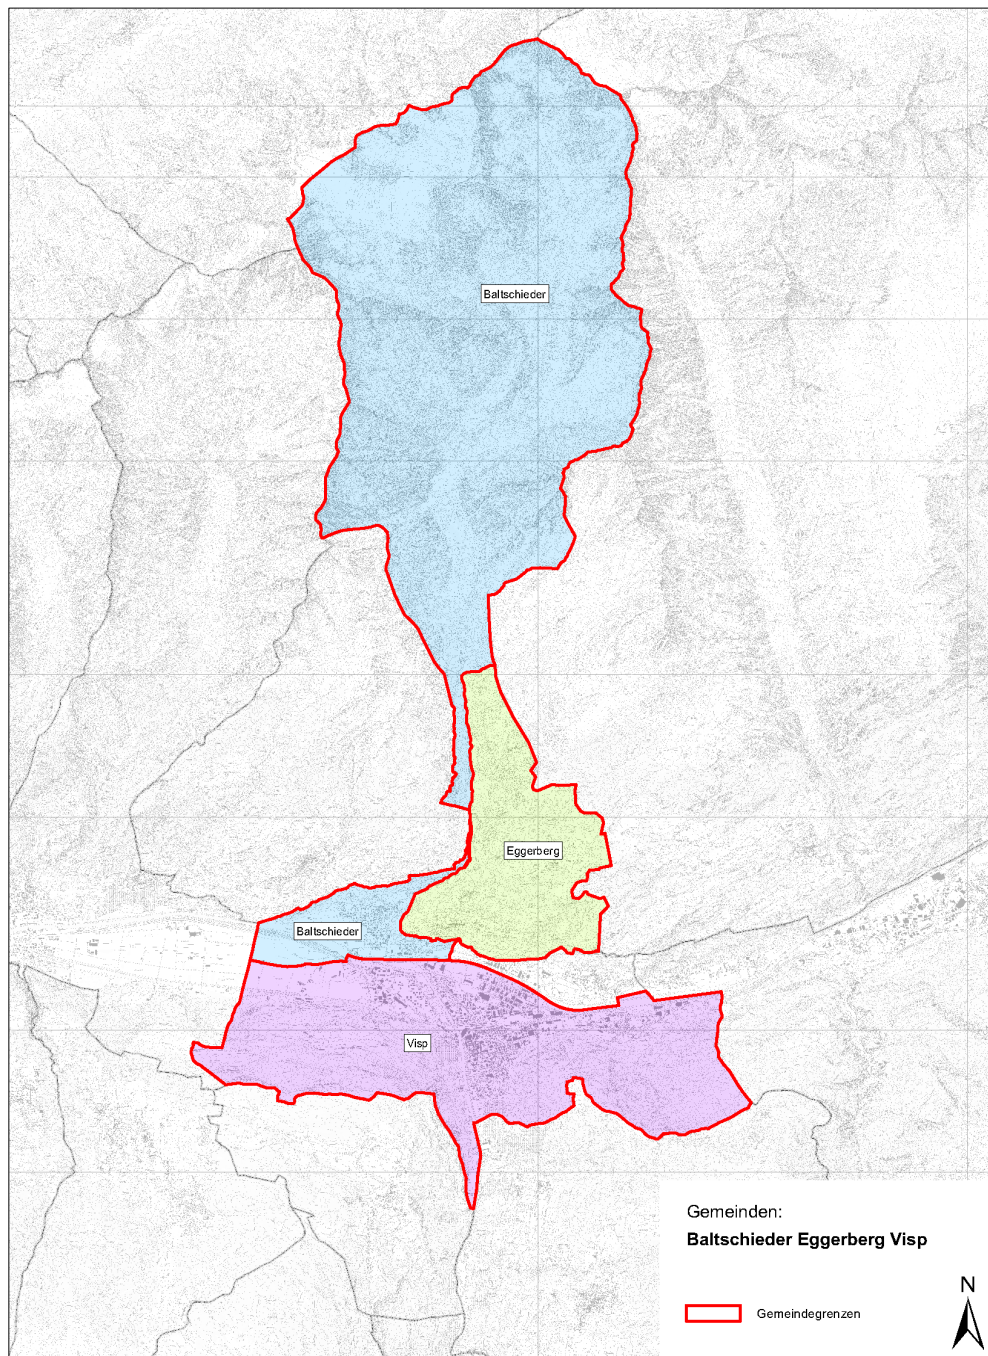 Baltschieder
Eggerberg
Baltschieder
Visp
Gemeinden:
Baltschieder Eggerberg Visp
N
Gemeindegrenzen